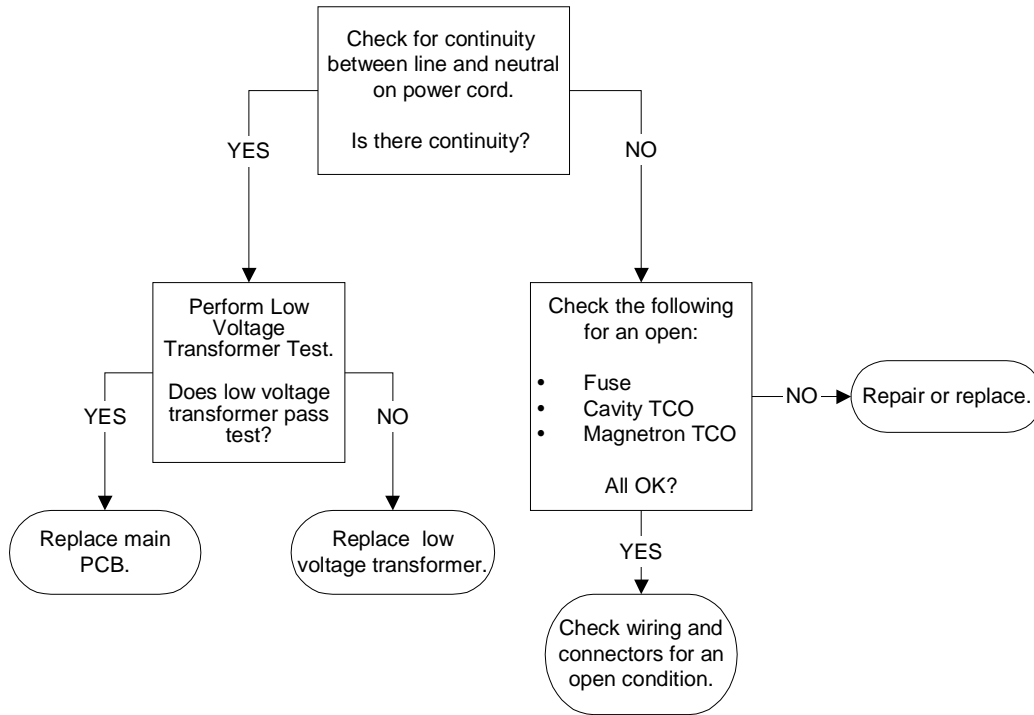 Check for continuity
between line and neutral
on power cord.
Is there continuity?
YES
NO
Perform Low
Voltage
Transformer Test.
Does low voltage
transformer pass
test?
YES
NO
Replace main
PCB.
Replace low
voltage transformer.
Check the following
for an open:
• Fuse
• Cavity TCO
• Magnetron TCO
All OK?
NO
Repair or replace.
YES
Check wiring and
connectors for an
open condition.